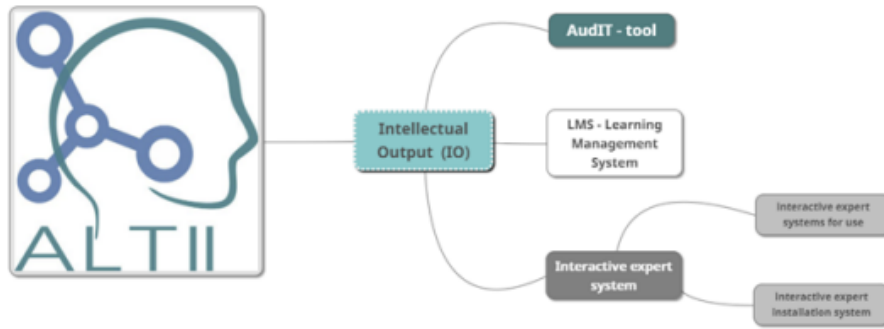 ALTII
Intellectual
Output (IO)
AudIT - tool
LMS - Learning
Management
System
Interactive expert
system
Interactive expert
systems for use
Interactive expert
installation system